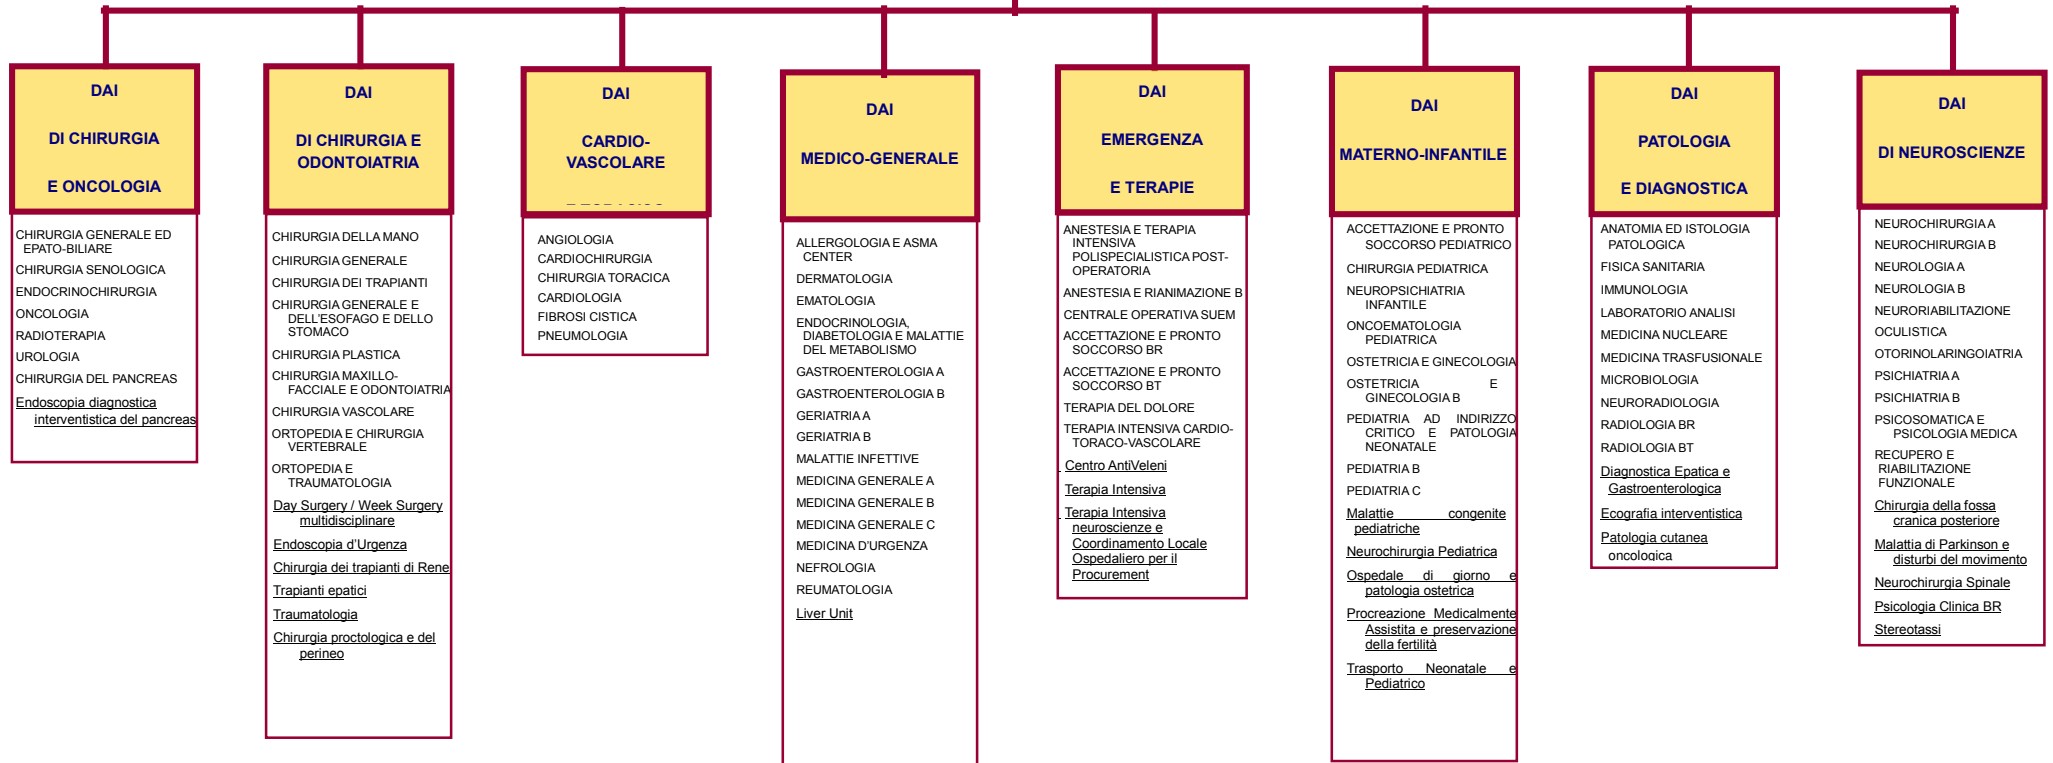 DAI
DI CHIRURGIA
E ONCOLOGIA
CHIRURGIA GENERALE ED
EPATO-BILIARE
CHIRURGIA SENOLOGICA
ENDOCRINOCHIRURGIA
ONCOLOGIA
RADIOTERAPIA
UROLOGIA
CHIRURGIA DEL PANCREAS
Endoscopia diagnostica
interventistica del pancreas
DAI
DI CHIRURGIA E
ODONTOIATRIA
CHIRURGIA DELLA MANO
CHIRURGIA GENERALE
CHIRURGIA DEI TRAPIANTI
CHIRURGIA GENERALE E
DELL'ESOFAGO E DELLO
STOMACO
CHIRURGIA PLASTICA
CHIRURGIA MAXILLO-
FACCIALE E ODONTOIATRIA
CHIRURGIA VASCOLARE
ORTOPEDIA E CHIRURGIA
VERTEBRALE
ORTOPEDIA E
TRAUMATOLOGIA
Day Surgery / Week Surgery
multidisciplinare
Endoscopia d'Urgenza
Chirurgia dei trapianti di Rene
Trapianti epatici
Traumatologia
Chirurgia proctologica e del
perineo
DAI
CARDIO-
VASCOLARE
ANGIOLOGIA
CARDIOCHIRURGIA
CHIRURGIA TORACICA
CARDIOLOGIA
FIBROSI CISTICA
PNEUMOLOGIA
DAI
MEDICO-GENERALE
ALLERGOLOGIA E ASMA
CENTER
DERMATOLOGIA
EMATOLOGIA
ENDOCRINOLOGIA,
DIABETOLOGIA E MALATTIE
DEL METABOLISMO
GASTROENTEROLOGIA A
GASTROENTEROLOGIA B
GERIATRIA A
GERIATRIA B
MALATTIE INFETTIVE
MEDICINA GENERALE A
MEDICINA GENERALE B
MEDICINA GENERALE C
MEDICINA D'URGENZA
NEFROLOGIA
REUMATOLOGIA
Liver Unit
DAI
EMERGENZA
E TERAPIE
ANESTESIA E TERAPIA
INTENSIVA
POLISPECIALISTICA POST-
OPERATORIA
ANESTESIA E RIANIMAZIONE B
CENTRALE OPERATIVA SUEM
ACCETTAZIONE E PRONTO
SOCCORSO BR
ACCETTAZIONE E PRONTO
SOCCORSO BT
TERAPIA DEL DOLORE
TERAPIA INTENSIVA CARDIO-
TORACO-VASCOLARE
Centro AntiVeleni
Terapia Intensiva
Terapia Intensiva
neuroscienze e
Coordinamento Locale
Ospedaliero per il
Procurement
DAI
MATERNO-INFANTILE
ACCETTAZIONE E PRONTO
SOCCORSO PEDIATRICO
CHIRURGIA PEDIATRICA
NEUROPSICHIATRIA
INFANTILE
ONCOEMATOLOGIA
PEDIATRICA
OSTETRICIA E GINECOLOGIA
OSTETRICIA E
GINECOLOGIA B
PEDIATRIA AD INDIRIZZO
CRITICO E PATOLOGIA
NEONATALE
PEDIATRIA B
PEDIATRIA C
Malattie congenite
pediatriche
Neurochirurgia Pediatrica
Ospedale di giorno e
patologia ostetrica
Procreazione Medicalmente
Assistita e preservazione
della fertilità
Trasporto Neonatale e
Pediatrico
DAI
PATOLOGIA
E DIAGNOSTICA
ANATOMIA ED ISTOLOGIA
PATOLOGICA
FISICA SANITARIA
IMMUNOLOGIA
LABORATORIO ANALISI
MEDICINA NUCLEARE
MEDICINA TRASFUSIONALE
MICROBIOLOGIA
NEURORADIOLOGIA
RADIOLOGIA BR
RADIOLOGIA BT
Diagnostica Epatica e
Gastroenterologica
Ecografia interventistica
Patologia cutanea
oncologica
DAI
DI NEUROSCIENZE
NEUROCHIRURGIA A
NEUROCHIRURGIA B
NEUROLOGIA A
NEUROLOGIA B
NEURORIABILITAZIONE
OCULISTICA
OTORINOLARINGOIATRIA
PSICHIATRIA A
PSICHIATRIA B
PSICOSOMATICA E
PSICOLOGIA MEDICA
RECUPERO E
RIABILITAZIONE
FUNZIONALE
Chirurgia della fossa
cranica posteriore
Malattia di Parkinson e
disturbi del movimento
Neurochirurgia Spinale
Psicologia Clinica BR
Stereotassi